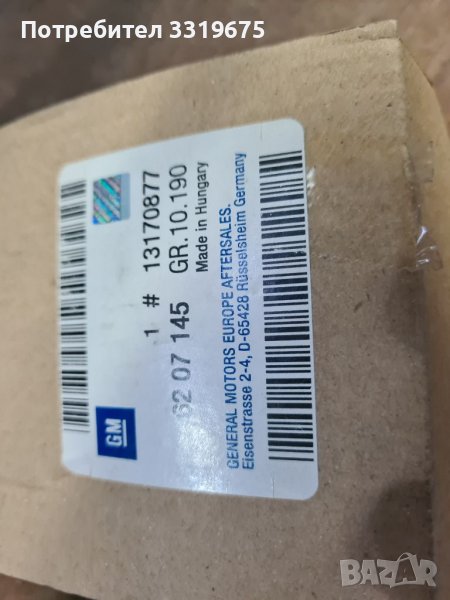 Потребител 3319675
GM
1 # 13170877
62 07 145 GR.10.190
Made in Hungary
GENERAL MOTORS EUROPE AFTERSALES.
Eisenstrasse 2-4, D-65428 Rüsselsheim Germany
BAZAR